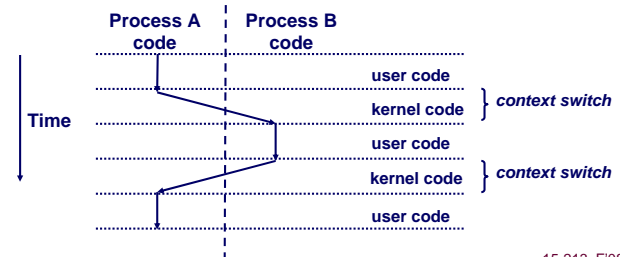 Process A
code
Process B
code
user code
kernel code
context switch
Time
user code
kernel code
context switch
user code